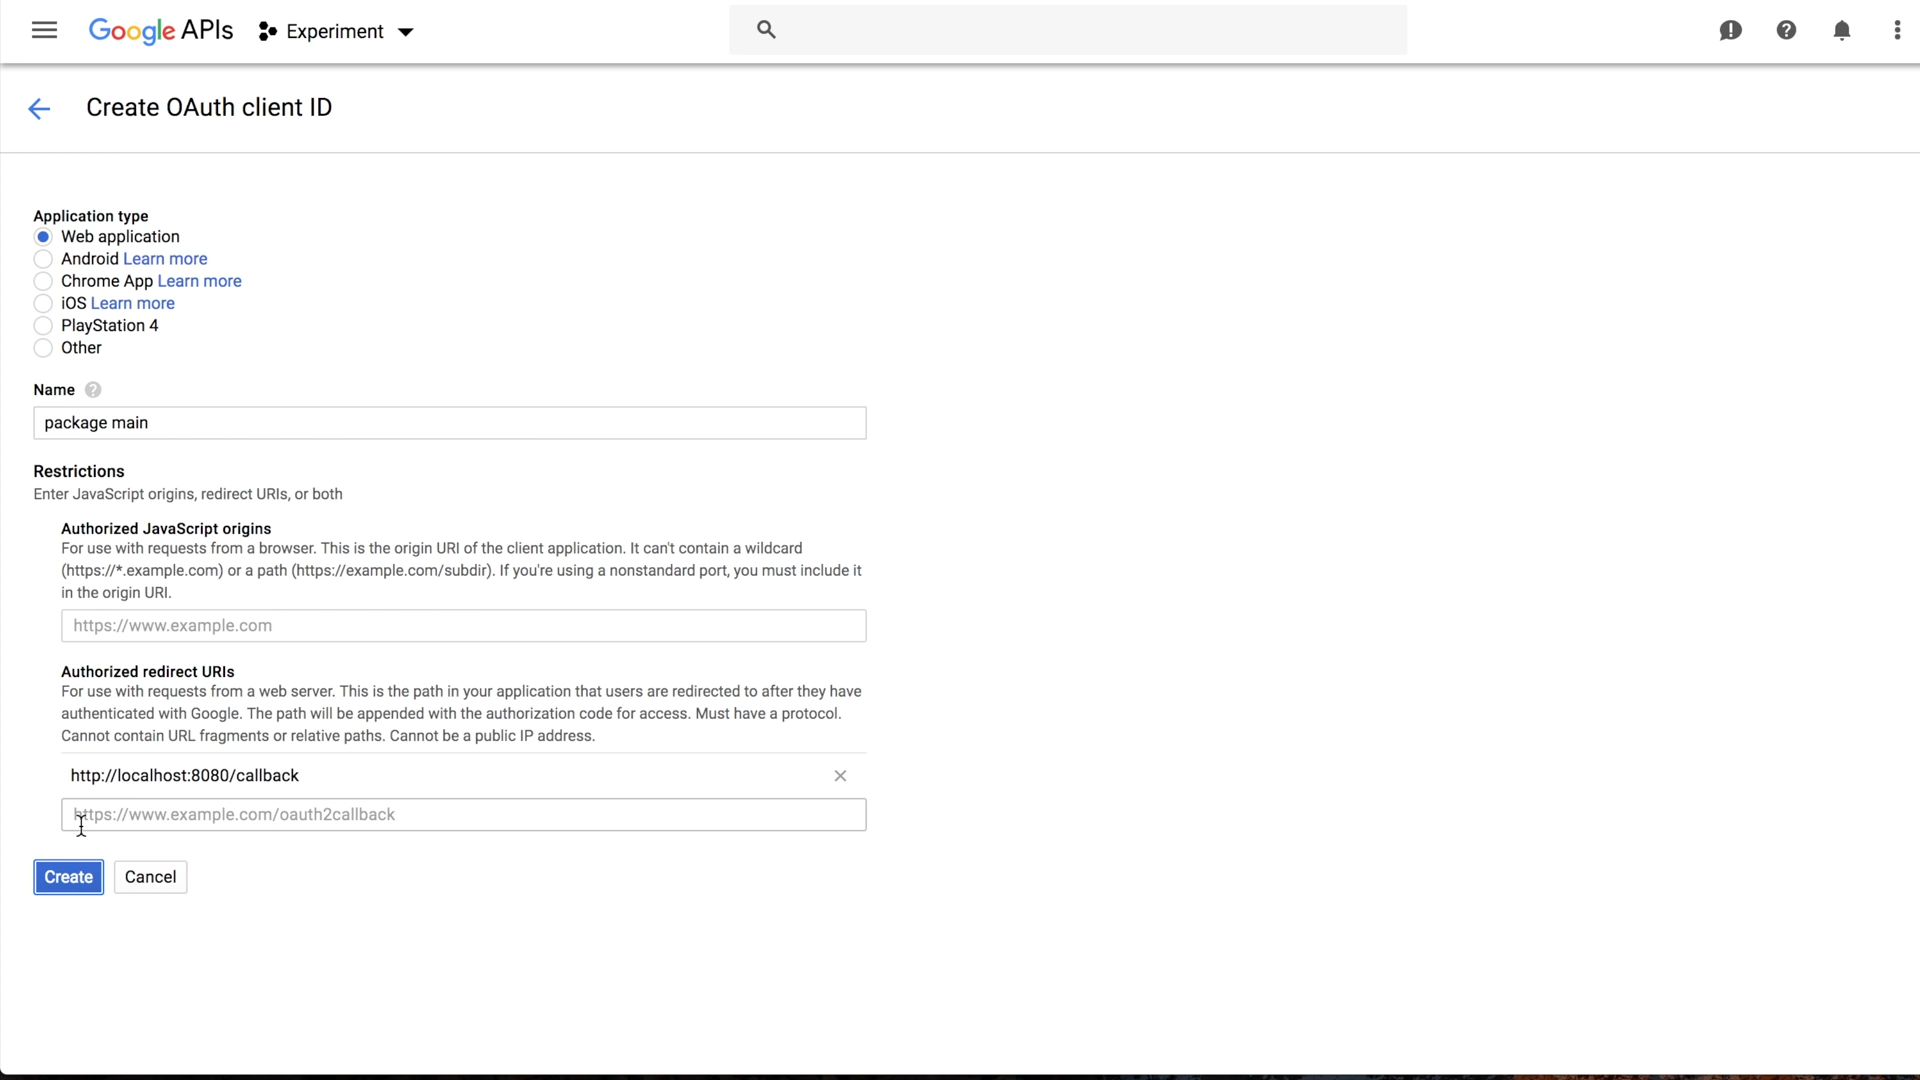 Google APIs
Experiment
Create OAuth client ID
Application type
Web application
Android Learn more
Chrome App Learn more
iOS Learn more
PlayStation 4
Other
Name
package main
Restrictions
Enter JavaScript origins, redirect URIs, or both
Authorized JavaScript origins
For use with requests from a browser. This is the origin URI of the client application. It can't contain a wildcard
(https://*.example.com) or a path (https://example.com/subdir). If you're using a nonstandard port, you must include it
in the origin URI.
https://www.example.com
Authorized redirect URIs
For use with requests from a web server. This is the path in your application that users are redirected to after they have
authenticated with Google. The path will be appended with the authorization code for access. Must have a protocol.
Cannot contain URL fragments or relative paths. Cannot be a public IP address.
http://localhost:8080/callback
https://www.example.com/oauth2callback
Create Cancel